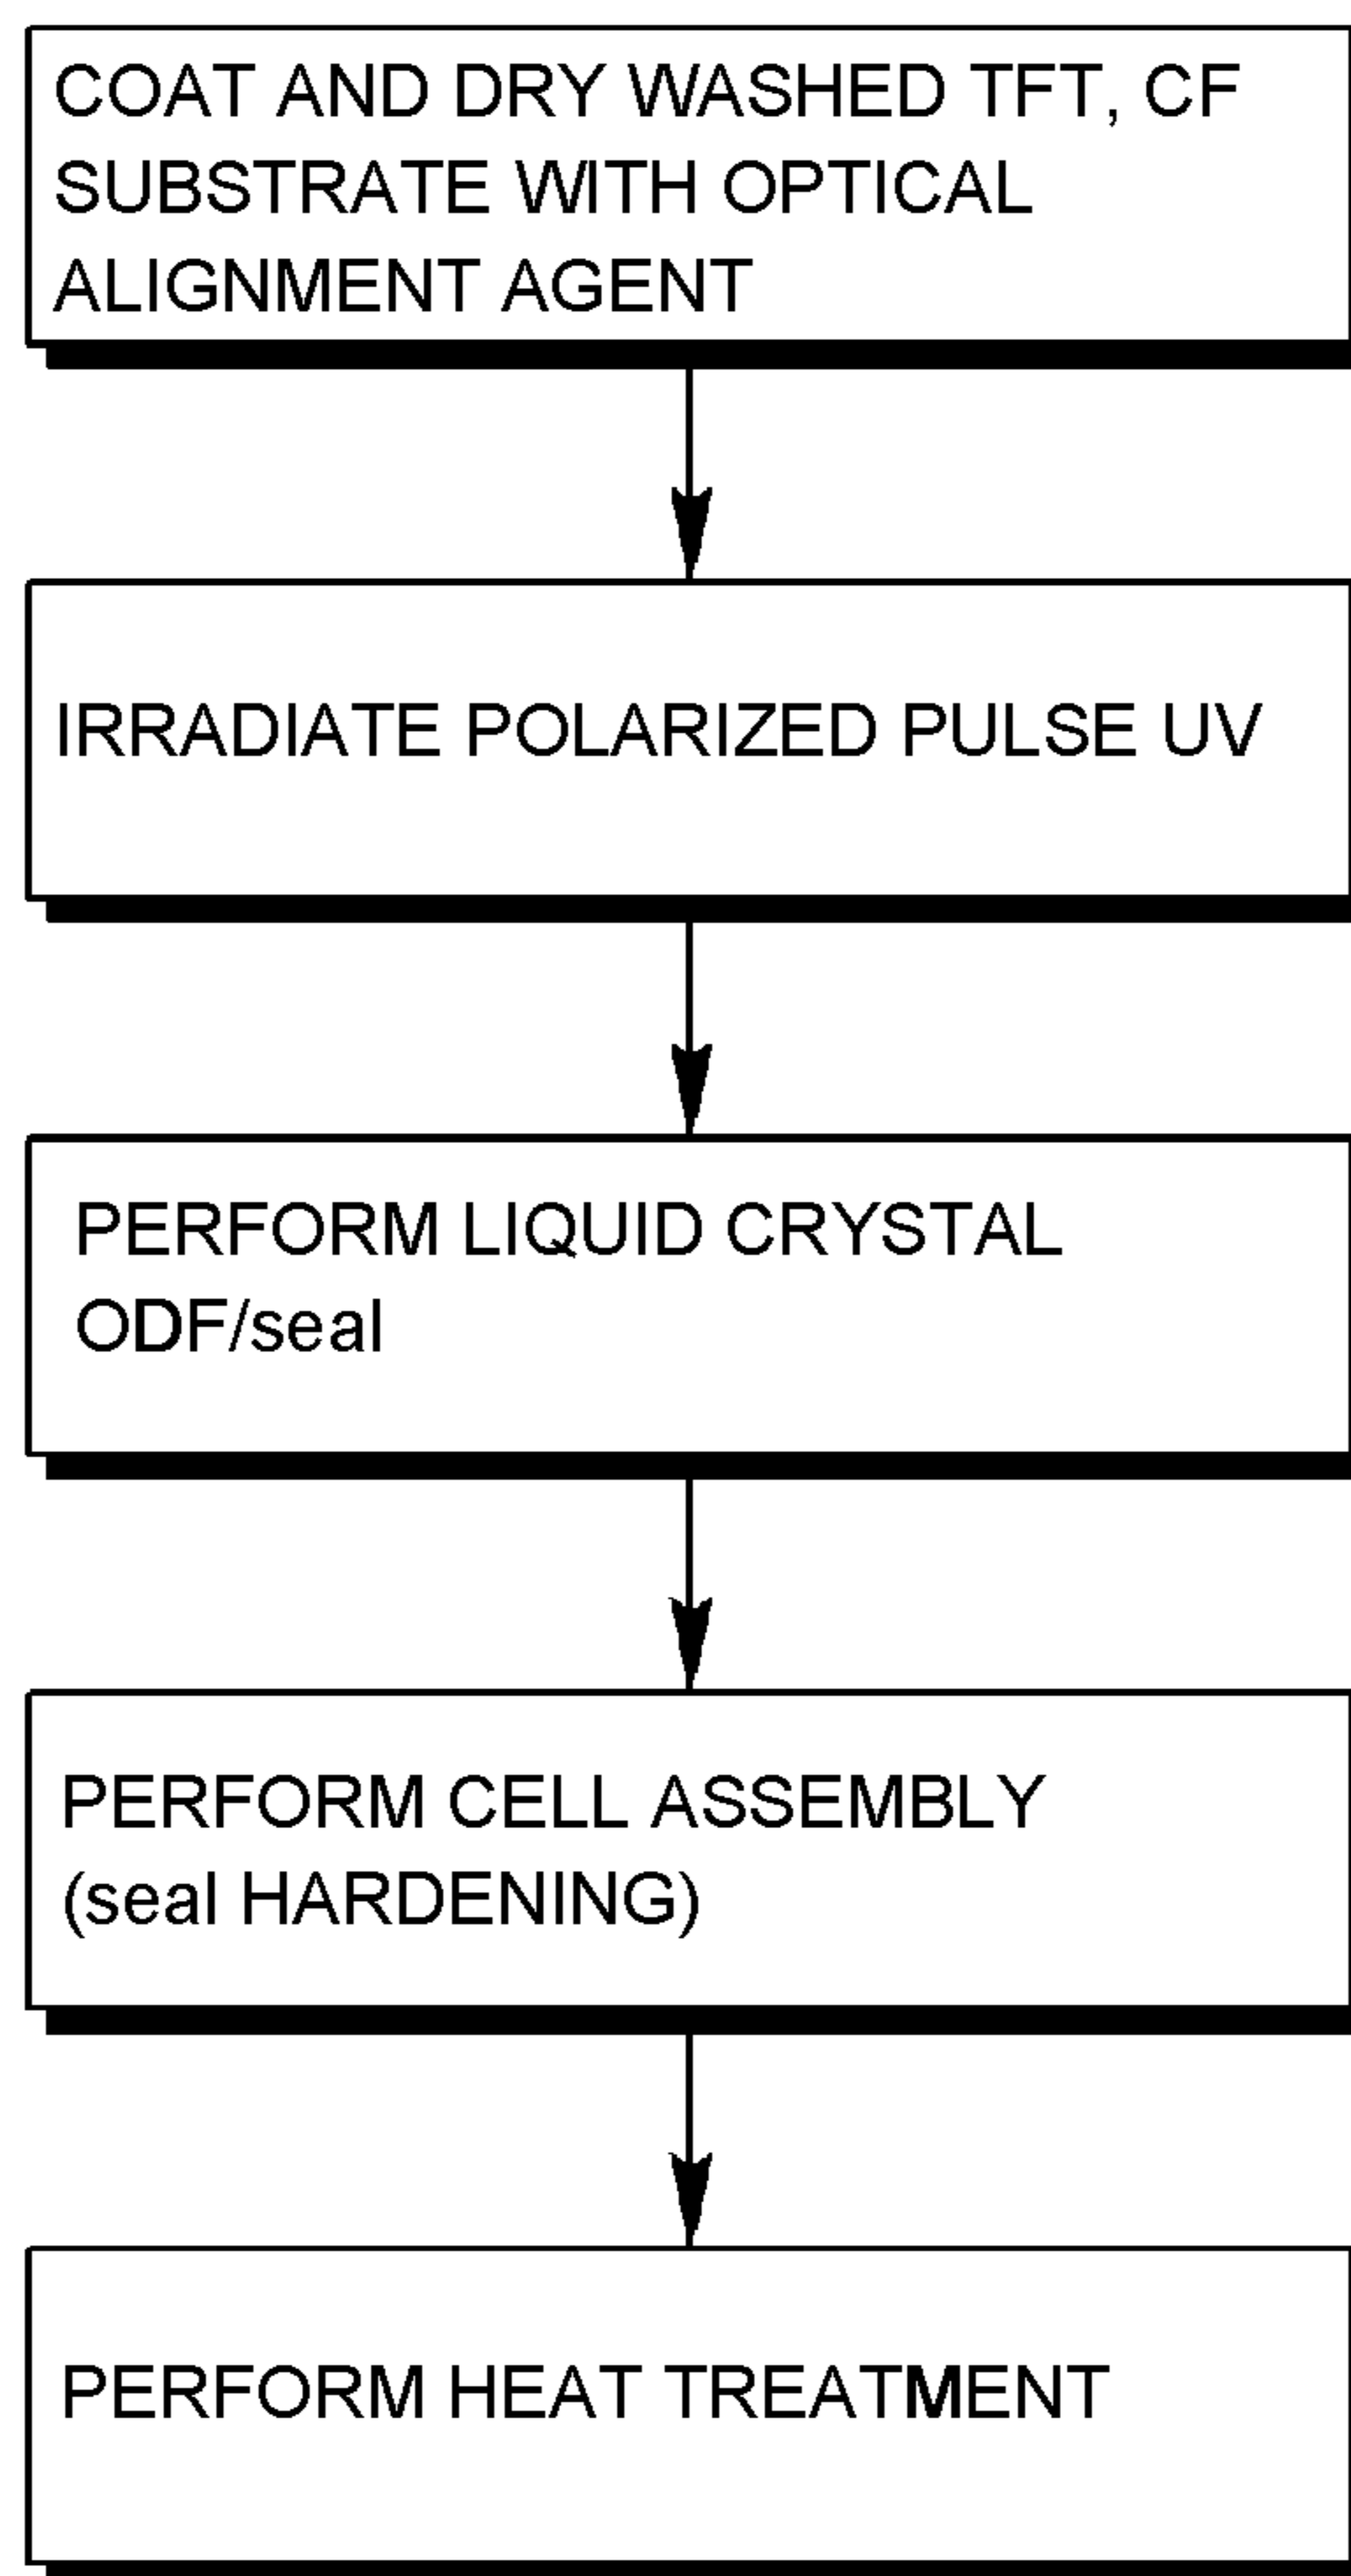 COAT AND DRY WASHED TFT, CF
SUBSTRATE WITH OPTICAL
ALIGNMENT AGENT
IRRADIATE POLARIZED PULSE UV
PERFORM LIQUID CRYSTAL
ODF/seal
PERFORM CELL ASSEMBLY
(seal HARDENING)
PERFORM HEAT TREATMENT